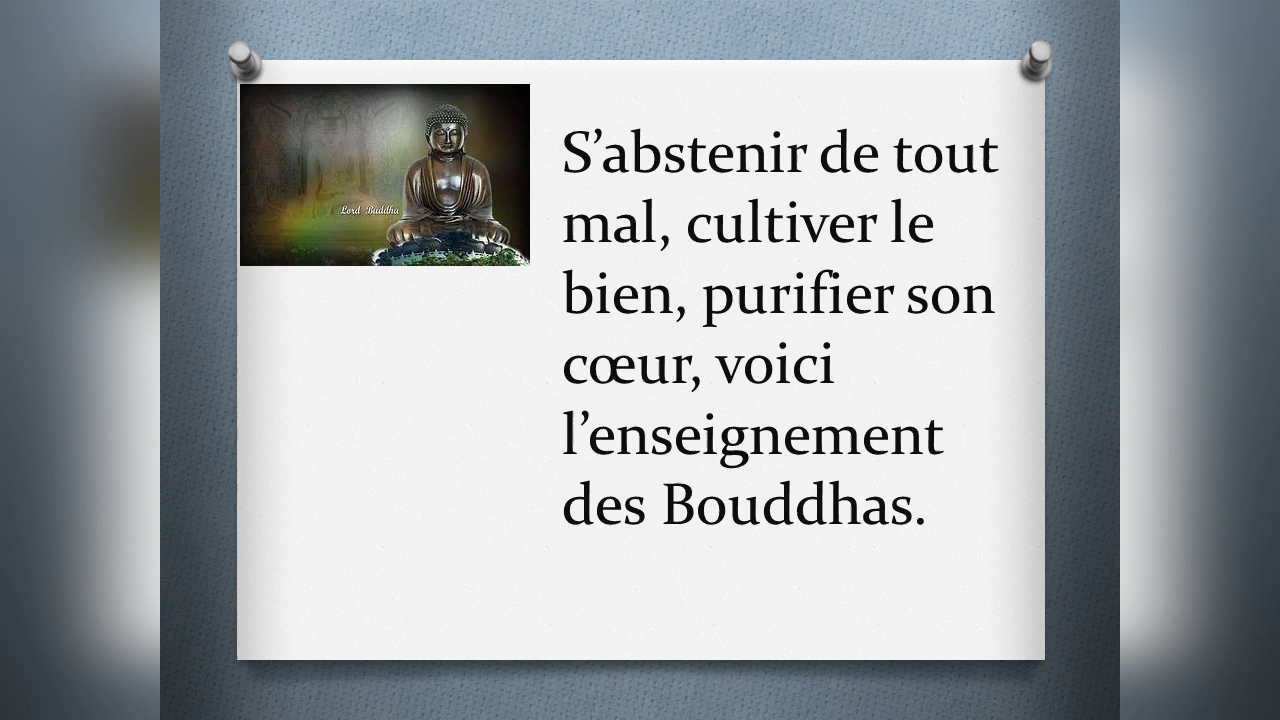 Lord Buddha
S’abstenir de tout
mal, cultiver le
bien, purifier son
cœur, voici
l’enseignement
des Bouddhas.